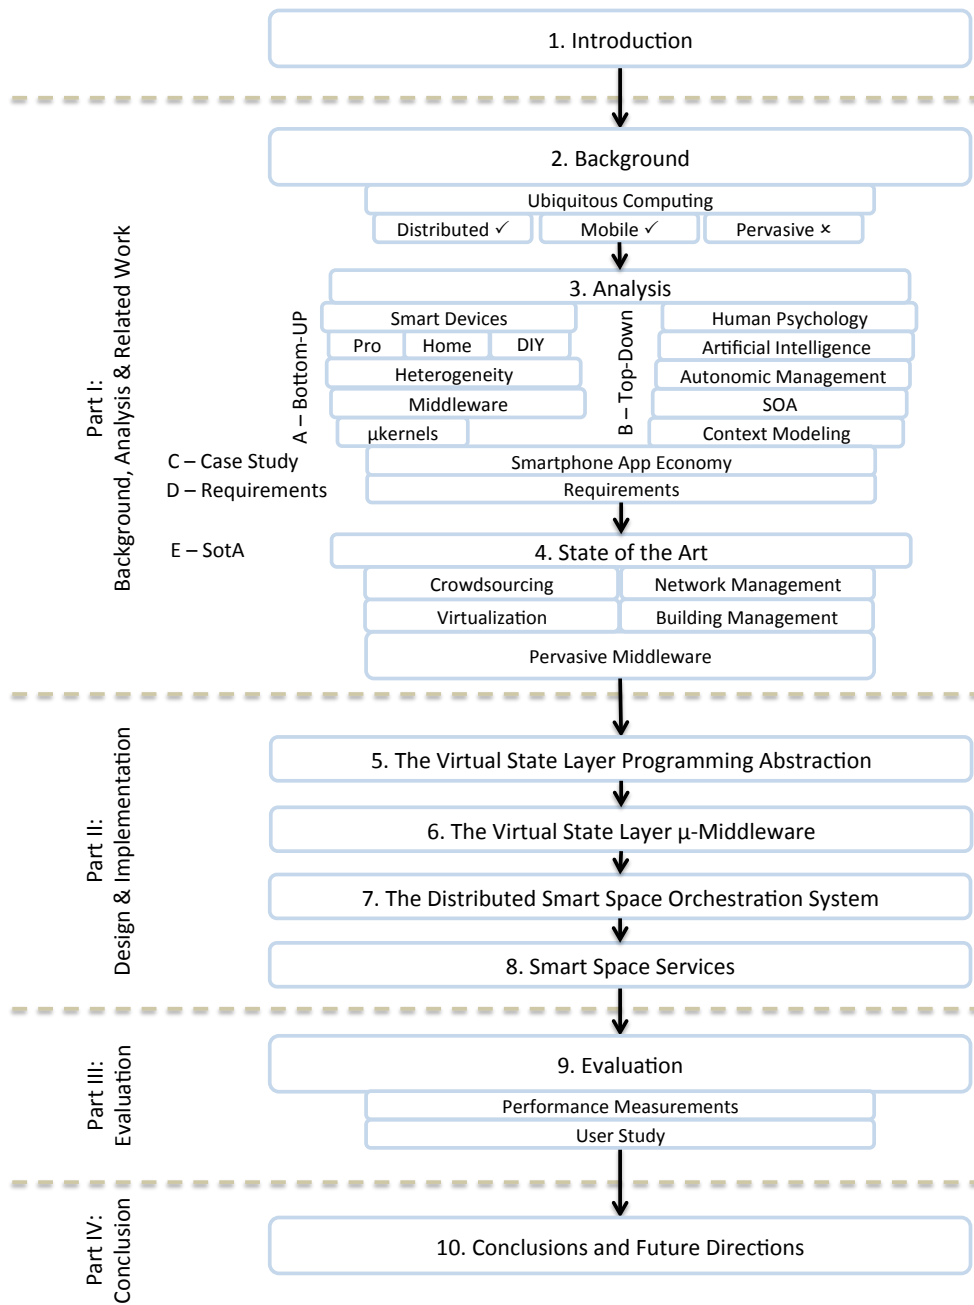 1. Introduction
Part I:
Background, Analysis & Related Work
2. Background
Ubiquitous Computing
Distributed ✓
Mobile ✓
Pervasive ×
3. Analysis
A – Bottom-UP
Smart Devices
Pro
Home
DIY
Heterogeneity
Middleware
µkernels
B – Top-Down
Human Psychology
Artificial Intelligence
Autonomic Management
SOA
Context Modeling
C – Case Study
Smartphone App Economy
D – Requirements
Requirements
E – SotA
4. State of the Art
Crowdsourcing
Network Management
Virtualization
Building Management
Pervasive Middleware
Part II:
Design & Implementation
5. The Virtual State Layer Programming Abstraction
6. The Virtual State Layer µ-Middleware
7. The Distributed Smart Space Orchestration System
8. Smart Space Services
Part III:
Evaluation
9. Evaluation
Performance Measurements
User Study
Part IV:
Conclusion
10. Conclusions and Future Directions